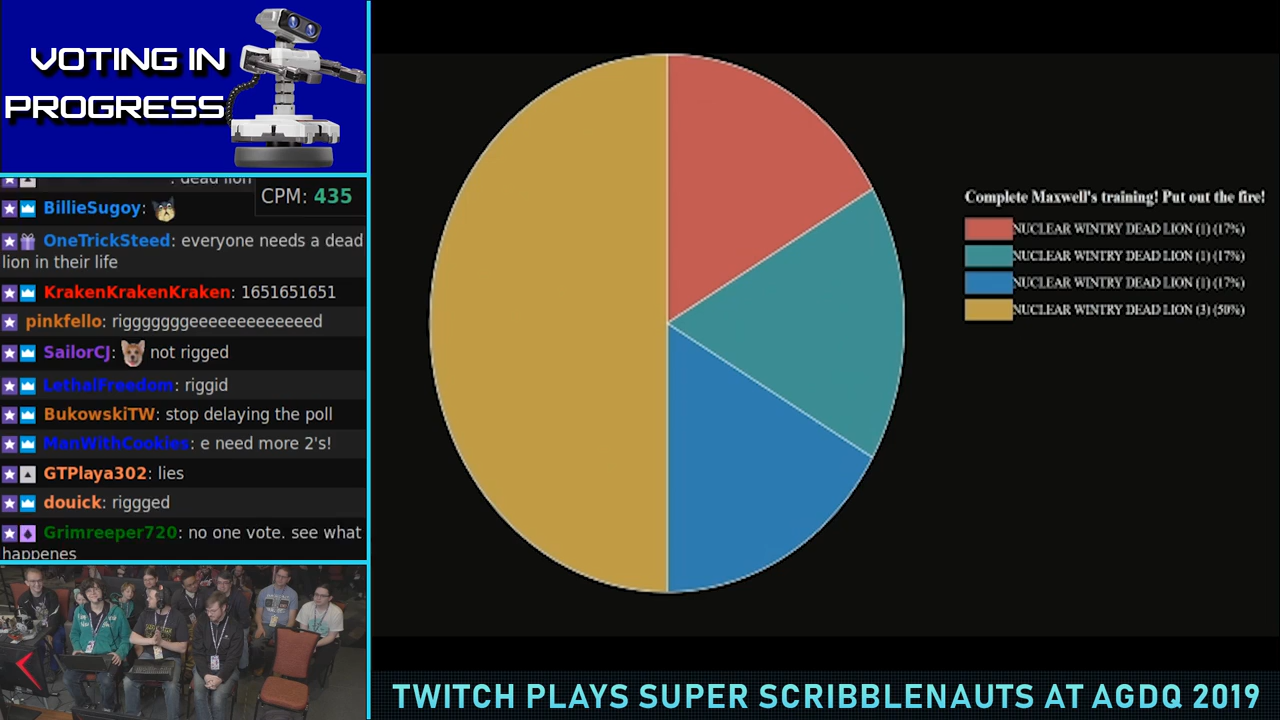 VOTING IN
PROGRESS
: dead lion
CPM: 435
BillieSugoy:
OneTrickSteed: everyone needs a dead
lion in their life
KrakenKrakenKraken: 1651651651
pinkfello: rigggggggeeeeeeeeeeeeed
SailorCJ: not rigged
LethalFreedom: riggid
BukowskiTW: stop delaying the poll
ManWithCookies: e need more 2's!
GTPlaya302: lies
douick: riggged
Grimreeper720: no one vote. see what
happenes
Complete Maxwell's training! Put out the fire!
NUCLEAR WINTRY DEAD LION (1) (17%)
NUCLEAR WINTRY DEAD LION (1) (17%)
NUCLEAR WINTRY DEAD LION (1) (17%)
NUCLEAR WINTRY DEAD LION (3) (50%)
TWITCH PLAYS SUPER SCRIBBLENAUTS AT AGDQ 2019